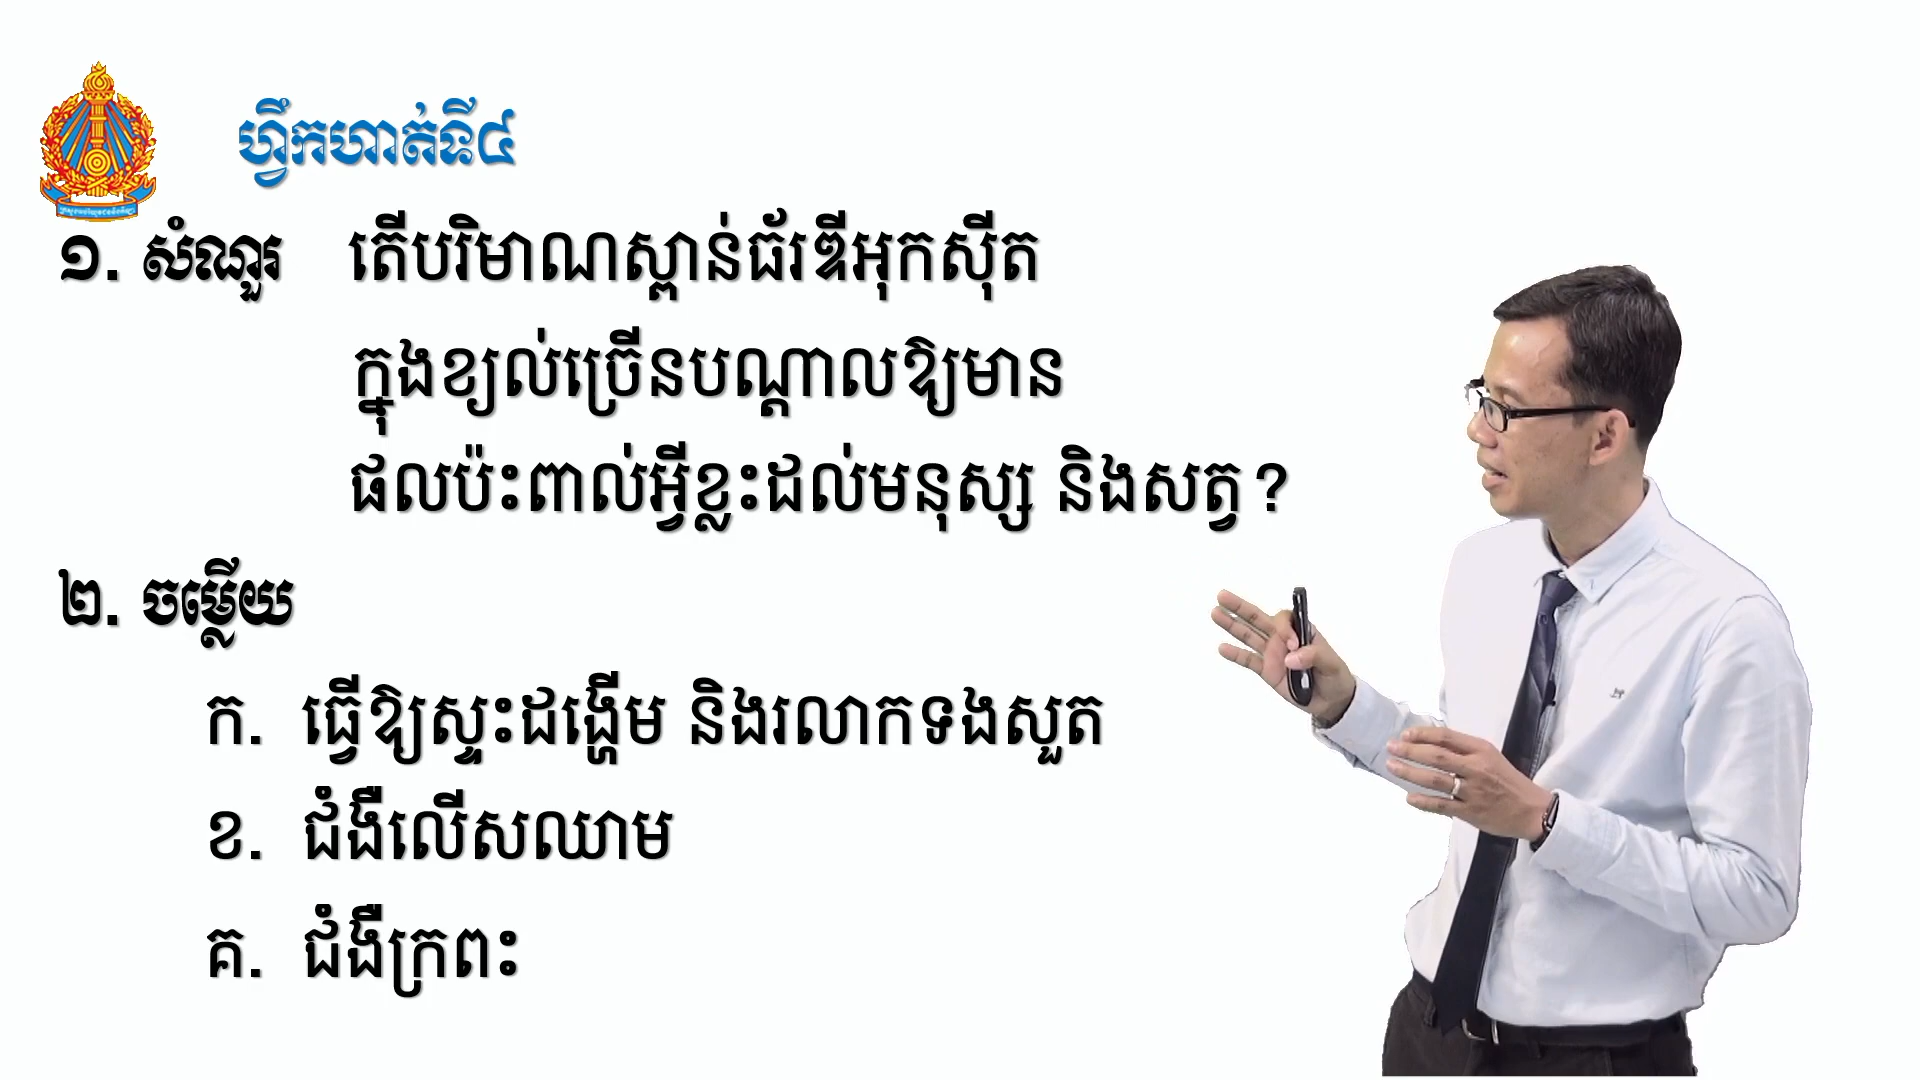 ហ្វឹកហាត់ទី៤
១. សំណួរ តើបរិមាណស្ពាន់ធ័រឌីអុកស៊ីត
ក្នុងខ្យល់ច្រើនបណ្តាលឱ្យមាន
ផលប៉ះពាល់អ្វីខ្លះដល់មនុស្ស និងសត្វ?
២. ចម្លើយ
ក. ធ្វើឱ្យស្ទះដង្ហើម និងរលាកទងសួត
ខ. ជំងឺលើសឈាម
គ. ជំងឺក្រពះ